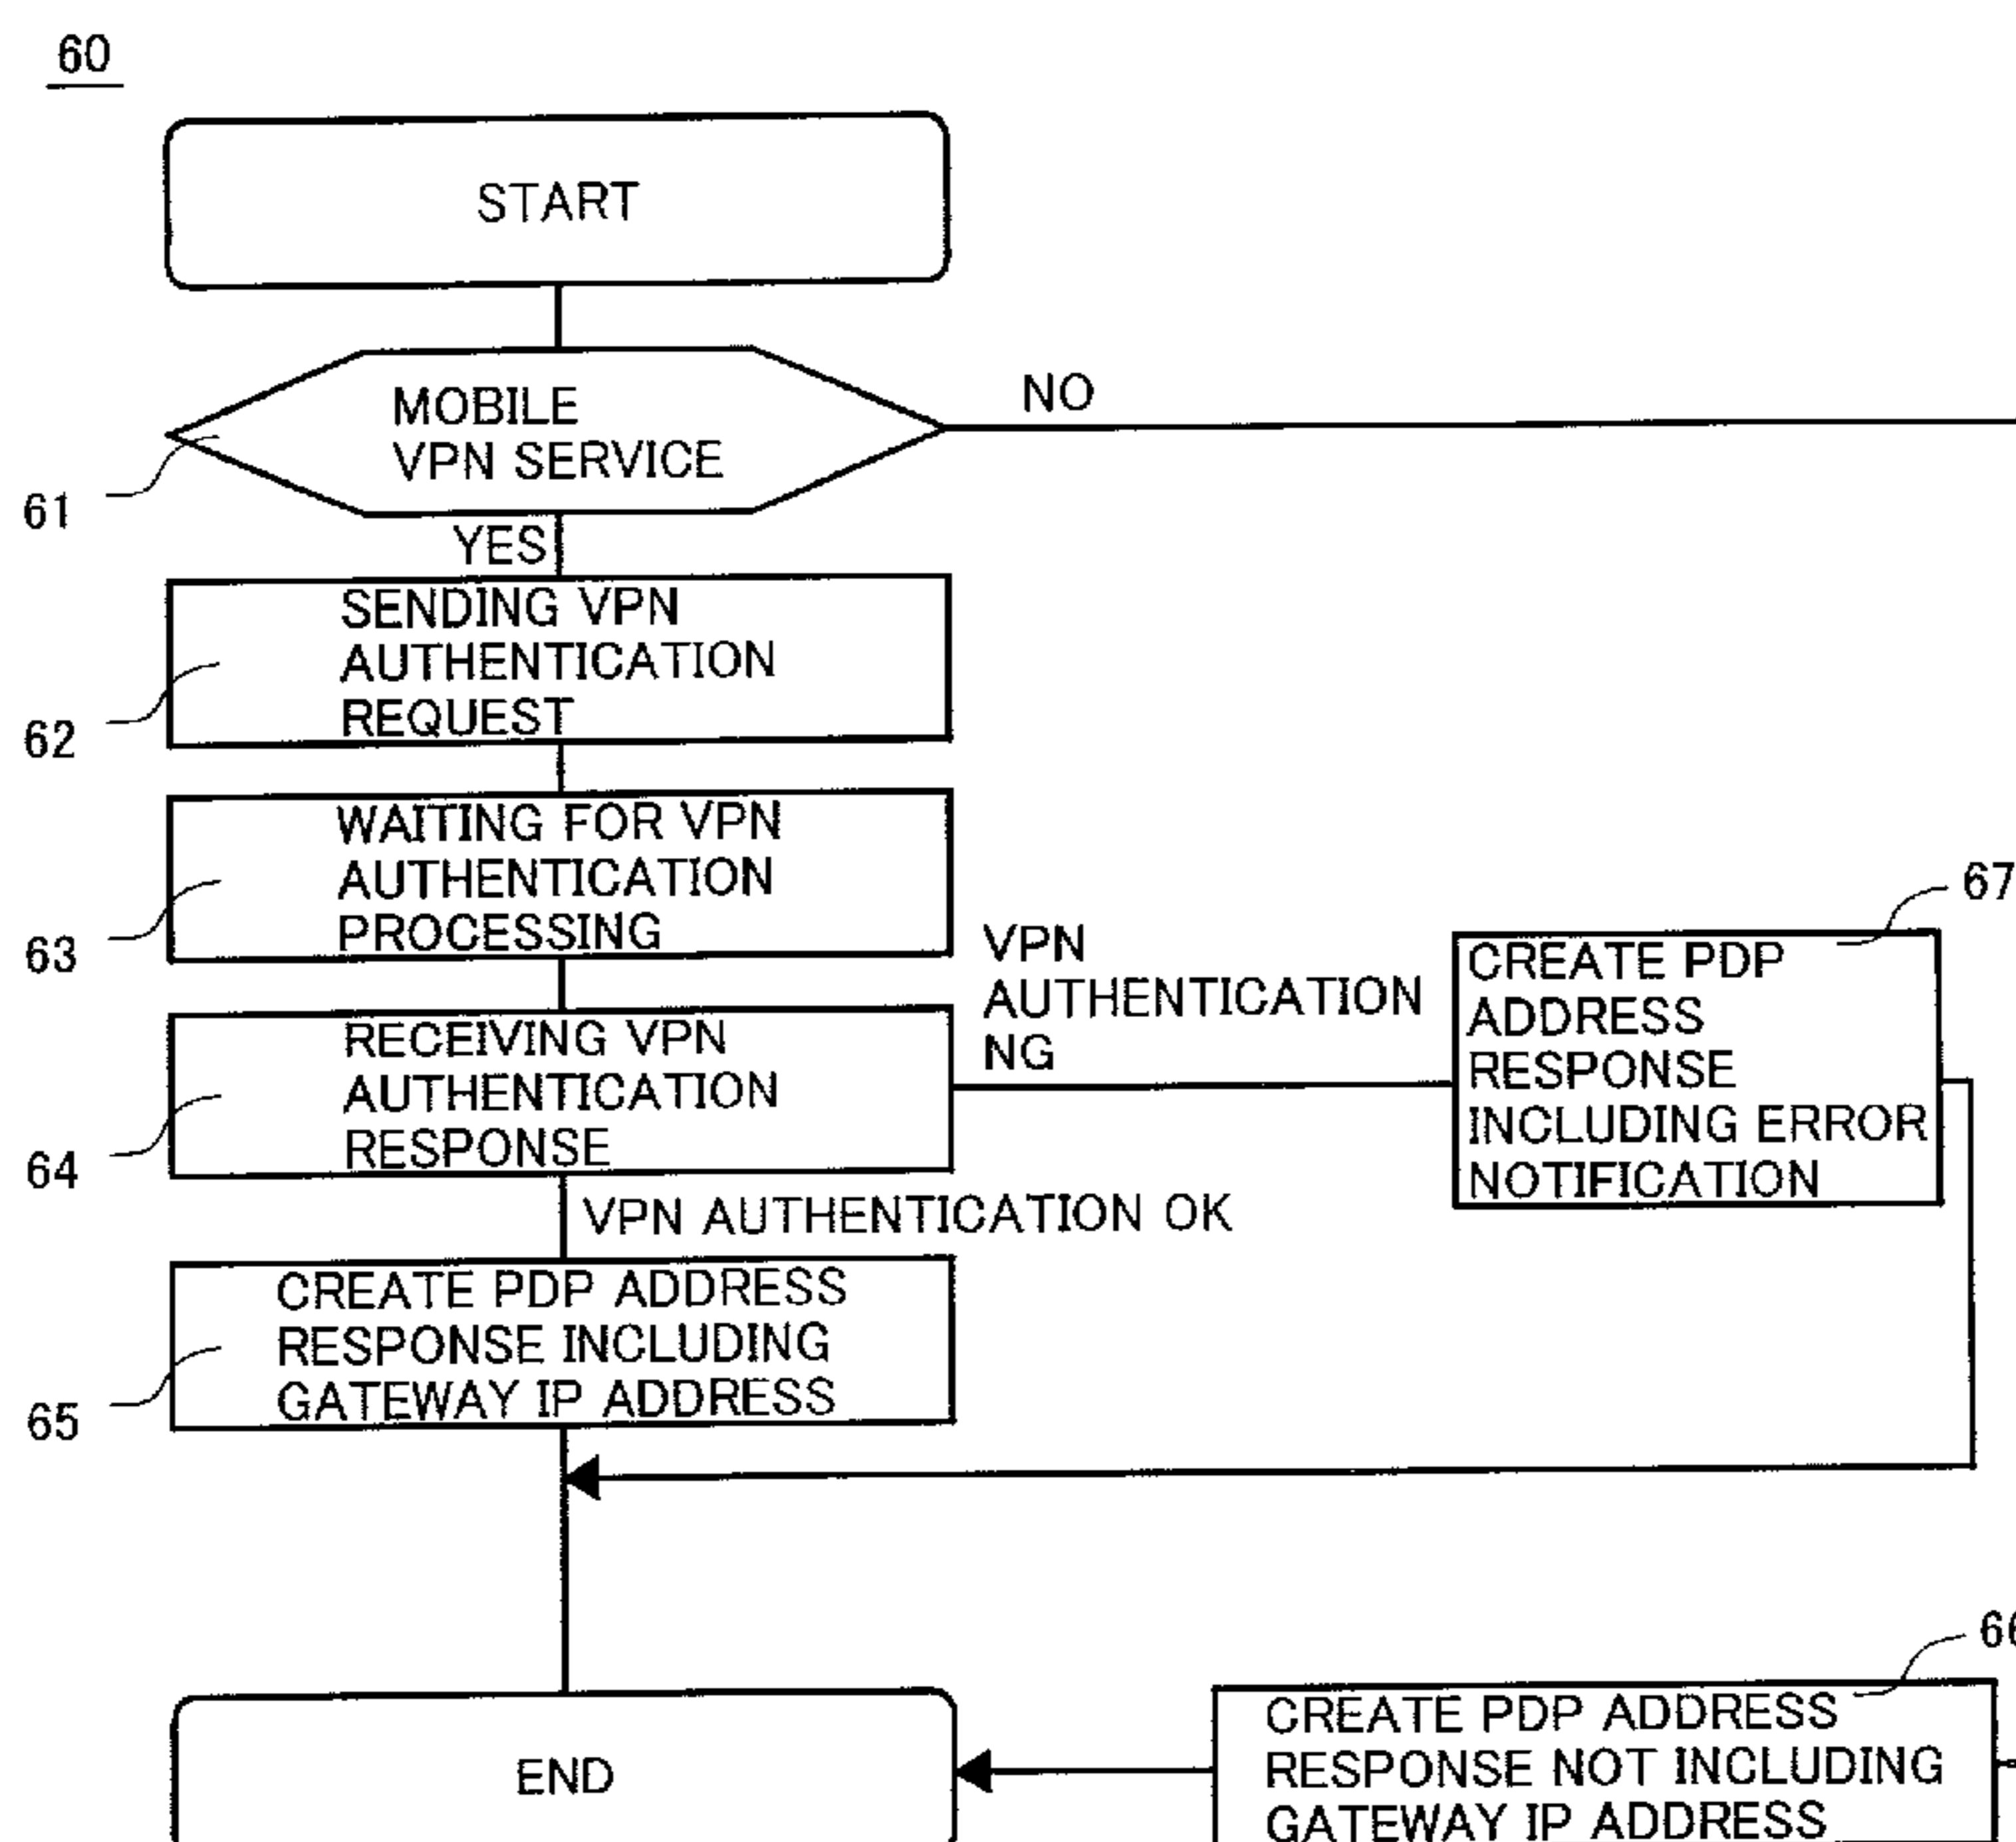 60
START
MOBILE
VPN SERVICE
NO
61
YES
SENDING VPN
AUTHENTICATION
REQUEST
62
WAITING FOR VPN
AUTHENTICATION
PROCESSING
63
VPN
AUTHENTICATION
NG
67
CREATE PDP
ADDRESS
RESPONSE
INCLUDING ERROR
NOTIFICATION
RECEIVING VPN
AUTHENTICATION
RESPONSE
64
VPN AUTHENTICATION OK
CREATE PDP ADDRESS
RESPONSE INCLUDING
GATEWAY IP ADDRESS
65
66
CREATE PDP ADDRESS
RESPONSE NOT INCLUDING
GATEWAY IP ADDRESS
END